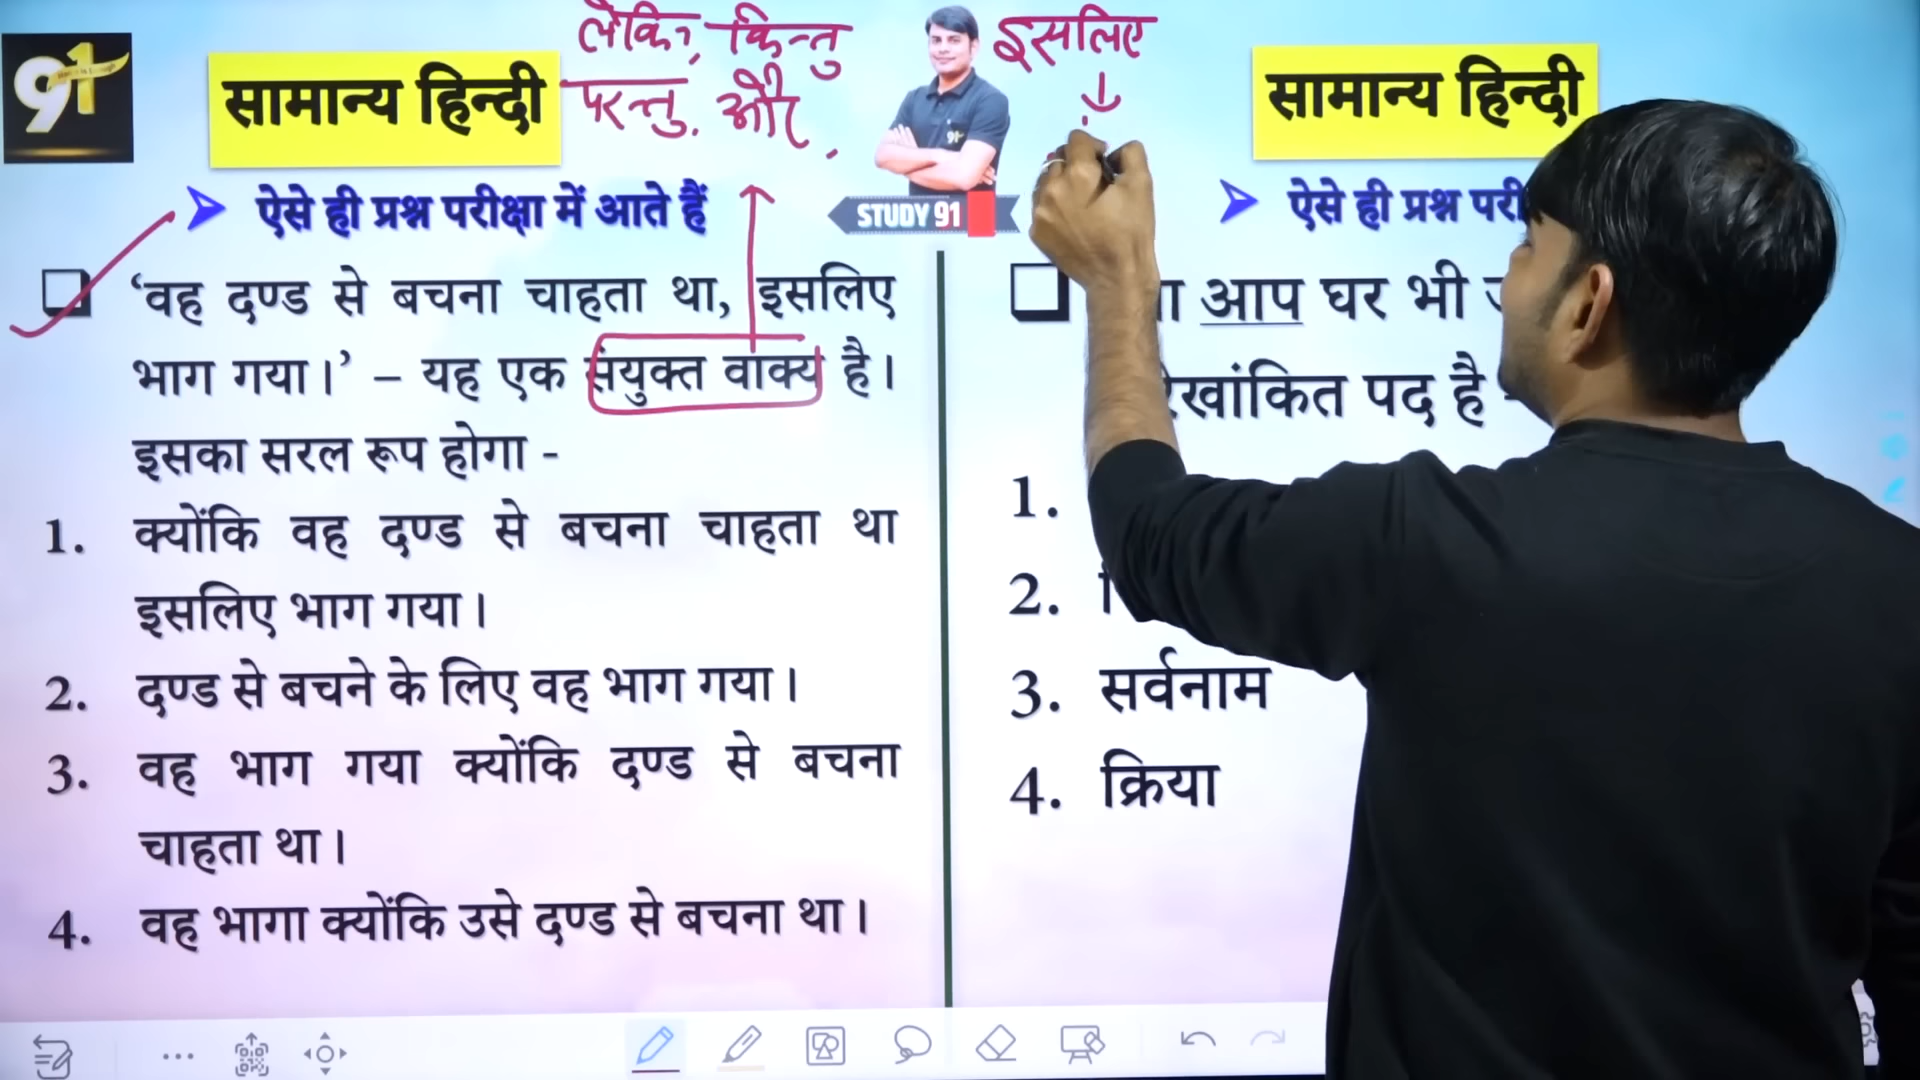 91
सामान्य हिन्दी
लेकिन, किन्तु
परन्तु, और,
इसलिए
सामान्य हिन्दी
91
STUDY 91
ऐसे ही प्रश्न परीक्षा में आते हैं
‘वह दण्ड से बचना चाहता था, इसलिए
भाग गया।’ – यह एक संयुक्त वाक्य है।
इसका सरल रूप होगा -
1. क्योंकि वह दण्ड से बचना चाहता था
इसलिए भाग गया।
2. दण्ड से बचने के लिए वह भाग गया।
3. वह भाग गया क्योंकि दण्ड से बचना
चाहता था।
4. वह भागा क्योंकि उसे दण्ड से बचना था।
ऐसे ही प्रश्न
आप घर भी
पद है
1.
2.
3. सर्वनाम
4. क्रिया